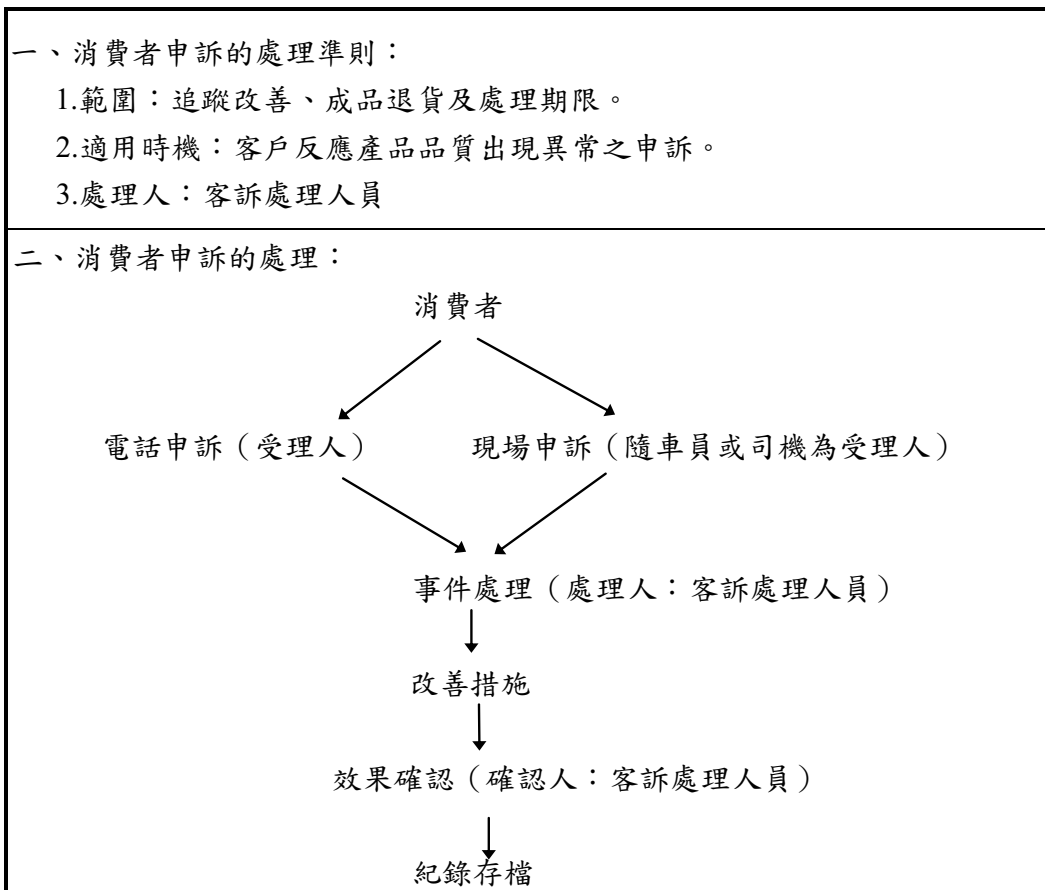 一、消費者申訴的處理準則：
1.範圍：追蹤改善、成品退貨及處理期限。
2.適用時機：客戶反應產品品質出現異常之申訴。
3.處理人：客訴處理人員
二、消費者申訴的處理：
消費者
電話申訴（受理人） 現場申訴（隨車員或司機為受理人）
事件處理（處理人：客訴處理人員）
改善措施
效果確認（確認人：客訴處理人員）
紀錄存檔